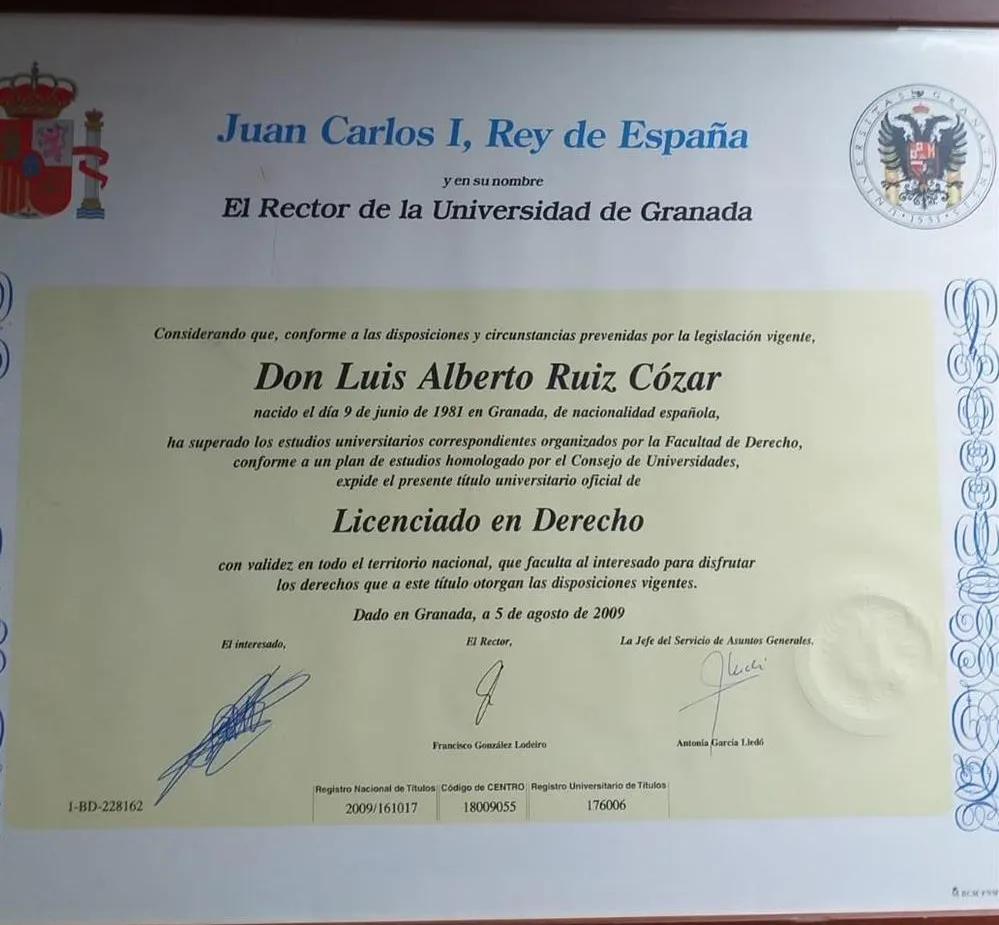 Juan Carlos I, Rey de España
y en su nombre
El Rector de la Universidad de Granada
UNIVERSITAS GRANATENSIS · 1531 ·
Considerando que, conforme a las disposiciones y circunstancias prevenidas por la legislación vigente,
Don Luis Alberto Ruiz Cózar
nacido el día 9 de junio de 1981 en Granada, de nacionalidad española,
ha superado los estudios universitarios correspondientes organizados por la Facultad de Derecho,
conforme a un plan de estudios homologado por el Consejo de Universidades,
expide el presente título universitario oficial de
Licenciado en Derecho
con validez en todo el territorio nacional, que faculta al interesado para disfrutar
los derechos que a este título otorgan las disposiciones vigentes.
Dado en Granada, a 5 de agosto de 2009
El interesado, El Rector, La Jefe del Servicio de Asuntos Generales,
Francisco González Lodeiro Antonia García Lledó
Registro Nacional de Títulos Código de CENTRO Registro Universitario de Títulos
1-BD-228162 2009/161017 18009055 176006